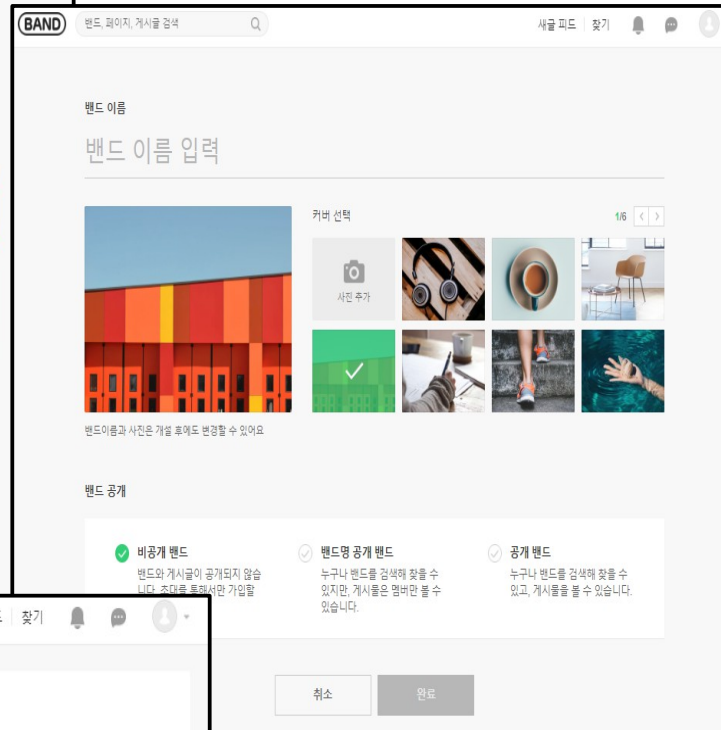 BAND
밴드, 페이지, 게시글 검색
새글 피드 찾기
밴드 이름
밴드 이름 입력
커버 선택
1/6
사진 추가
밴드이름과 사진은 개설 후에도 변경할 수 있어요
밴드 공개
비공개 밴드
밴드와 게시글이 공개되지 않습
니다. 초대를 통해서만 가입할
밴드명 공개 밴드
누구나 밴드를 검색해 찾을 수
있지만, 게시물은 멤버만 볼 수
있습니다.
공개 밴드
누구나 밴드를 검색해 찾을 수
있고, 게시물을 볼 수 있습니다.
찾기
취소
완료